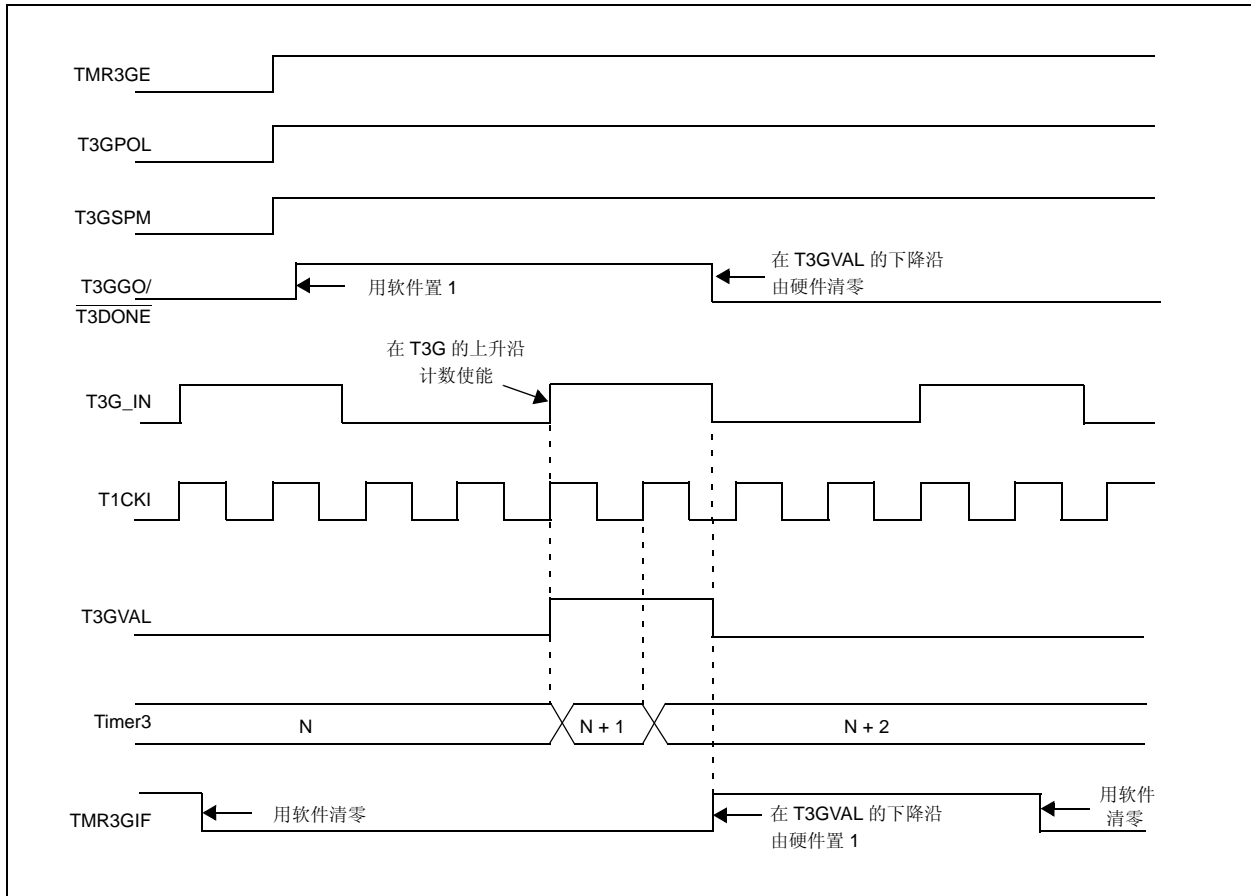 TMR3GE
T3GPOL
T3GSPM
T3GGO/
T3DONE
用软件置 1
在 T3GVAL 的下降沿
由硬件清零
在 T3G 的上升沿
计数使能
T3G_IN
T1CKI
T3GVAL
Timer3
N
N + 1
N + 2
TMR3GIF
用软件清零
在 T3GVAL 的下降沿
由硬件置 1
用软件
清零